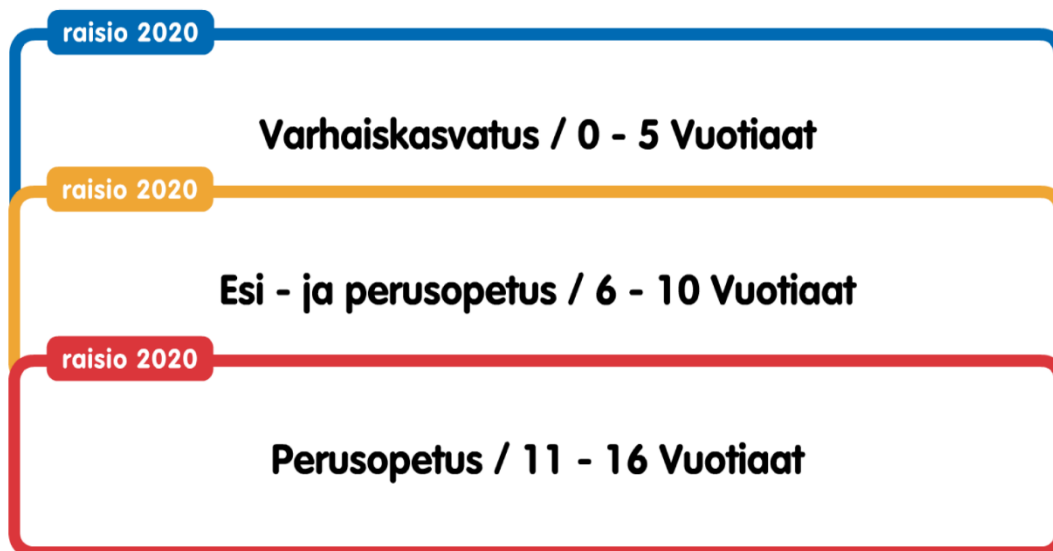 raisio 2020
Varhaiskasvatus / 0 - 5 Vuotiaat
raisio 2020
Esi - ja perusopetus / 6 - 10 Vuotiaat
raisio 2020
Perusopetus / 11 - 16 Vuotiaat